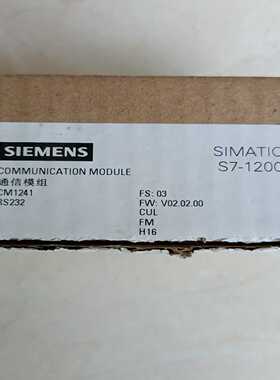 SIEMENS
SIMATIC
S7-1200
COMMUNICATION MODULE
通信模组
CM1241
RS232
FS: 03
FW: V02.02.00
CUL
FM
H16